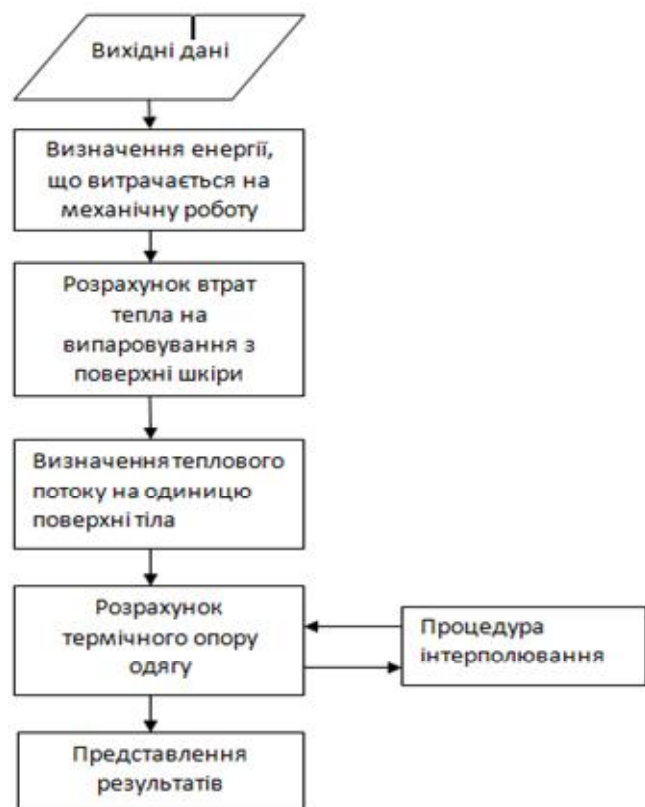 Вихідні дані
Визначення енергії,
що витрачається на
механічну роботу
Розрахунок втрат
тепла на
випаровування з
поверхні шкіри
Визначення теплового
потоку на одиницю
поверхні тіла
Розрахунок
термічного опору
одягу
Процедура
інтерполювання
Представлення
результатів